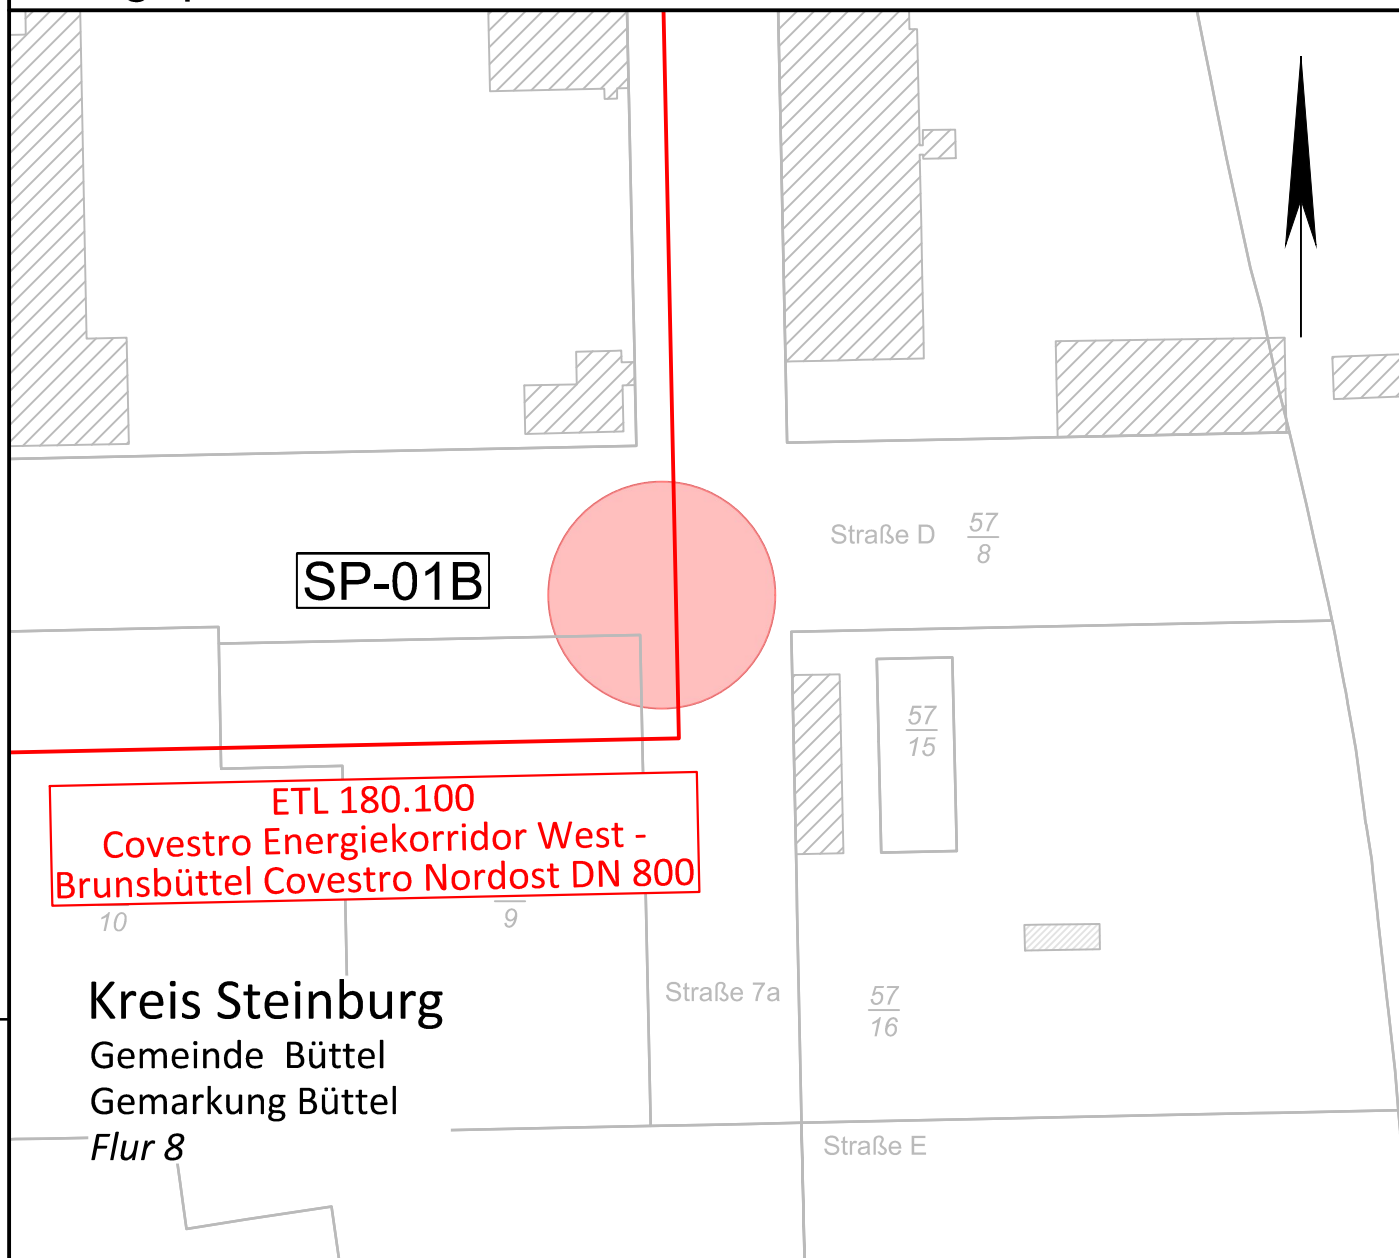 Straße D
57
8
SP-01B
57
15
ETL 180.100
Covestro Energiekorridor West -
Brunsbüttel Covestro Nordost DN 800
10
9
Kreis Steinburg
Gemeinde Büttel
Gemarkung Büttel
Flur 8
Straße 7a
57
16
Straße E